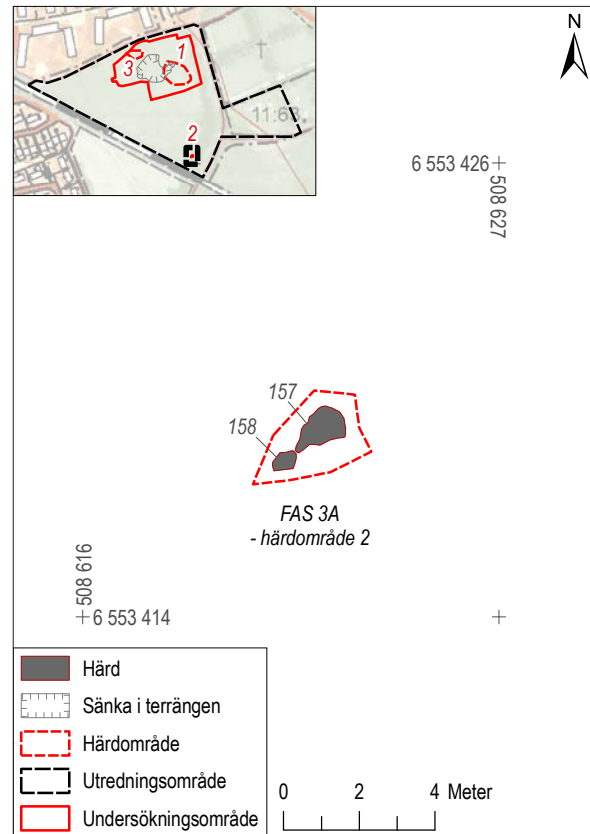 1
3
2
11:63
N
6 553 426
508 627
157
158
FAS 3A
- härdområde 2
508 616
6 553 414
Härd
Sänka i terrängen
Härdområde
Utredningsområde
Undersökningsområde
0 2 4 Meter